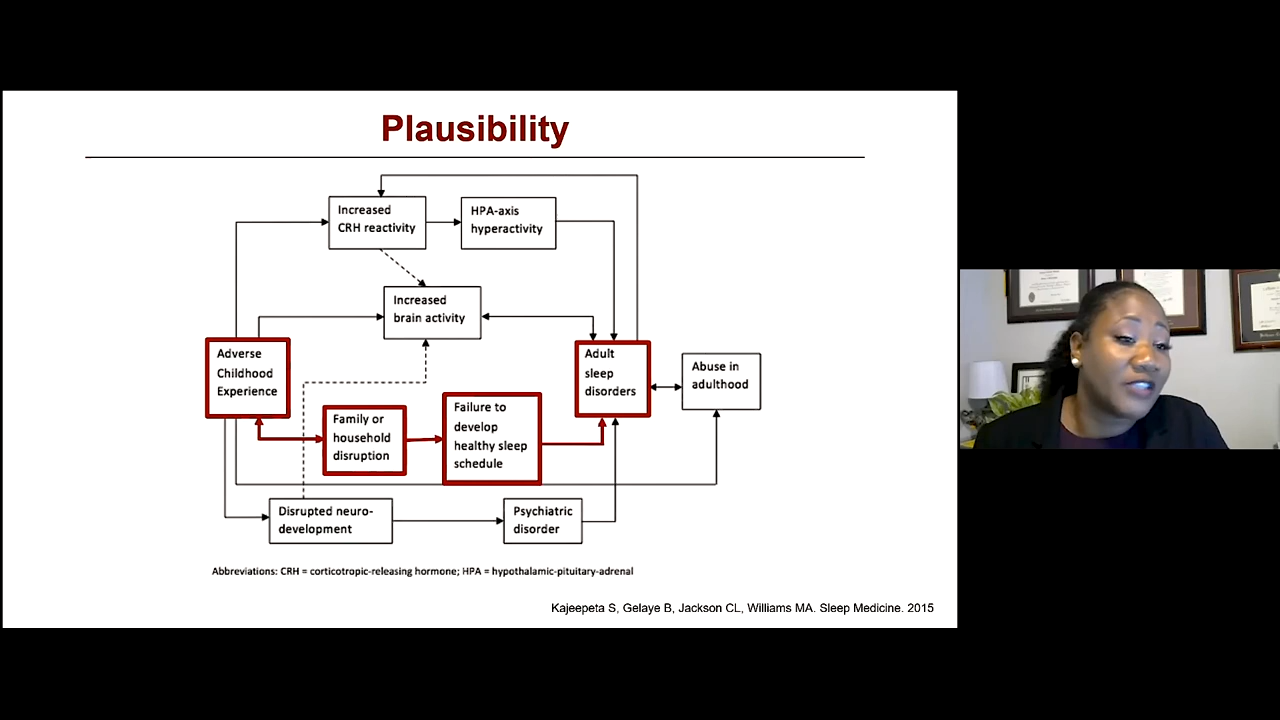 Plausibility
Increased
CRH reactivity
HPA-axis
hyperactivity
Increased
brain activity
Adverse
Childhood
Experience
Adult
sleep
disorders
Abuse in
adulthood
Family or
household
disruption
Failure to
develop
healthy sleep
schedule
Disrupted neuro-
development
Psychiatric
disorder
Abbreviations: CRH = corticotropic-releasing hormone; HPA = hypothalamic-pituitary-adrenal
Kajeepeta S, Gelaye B, Jackson CL, Williams MA. Sleep Medicine. 2015